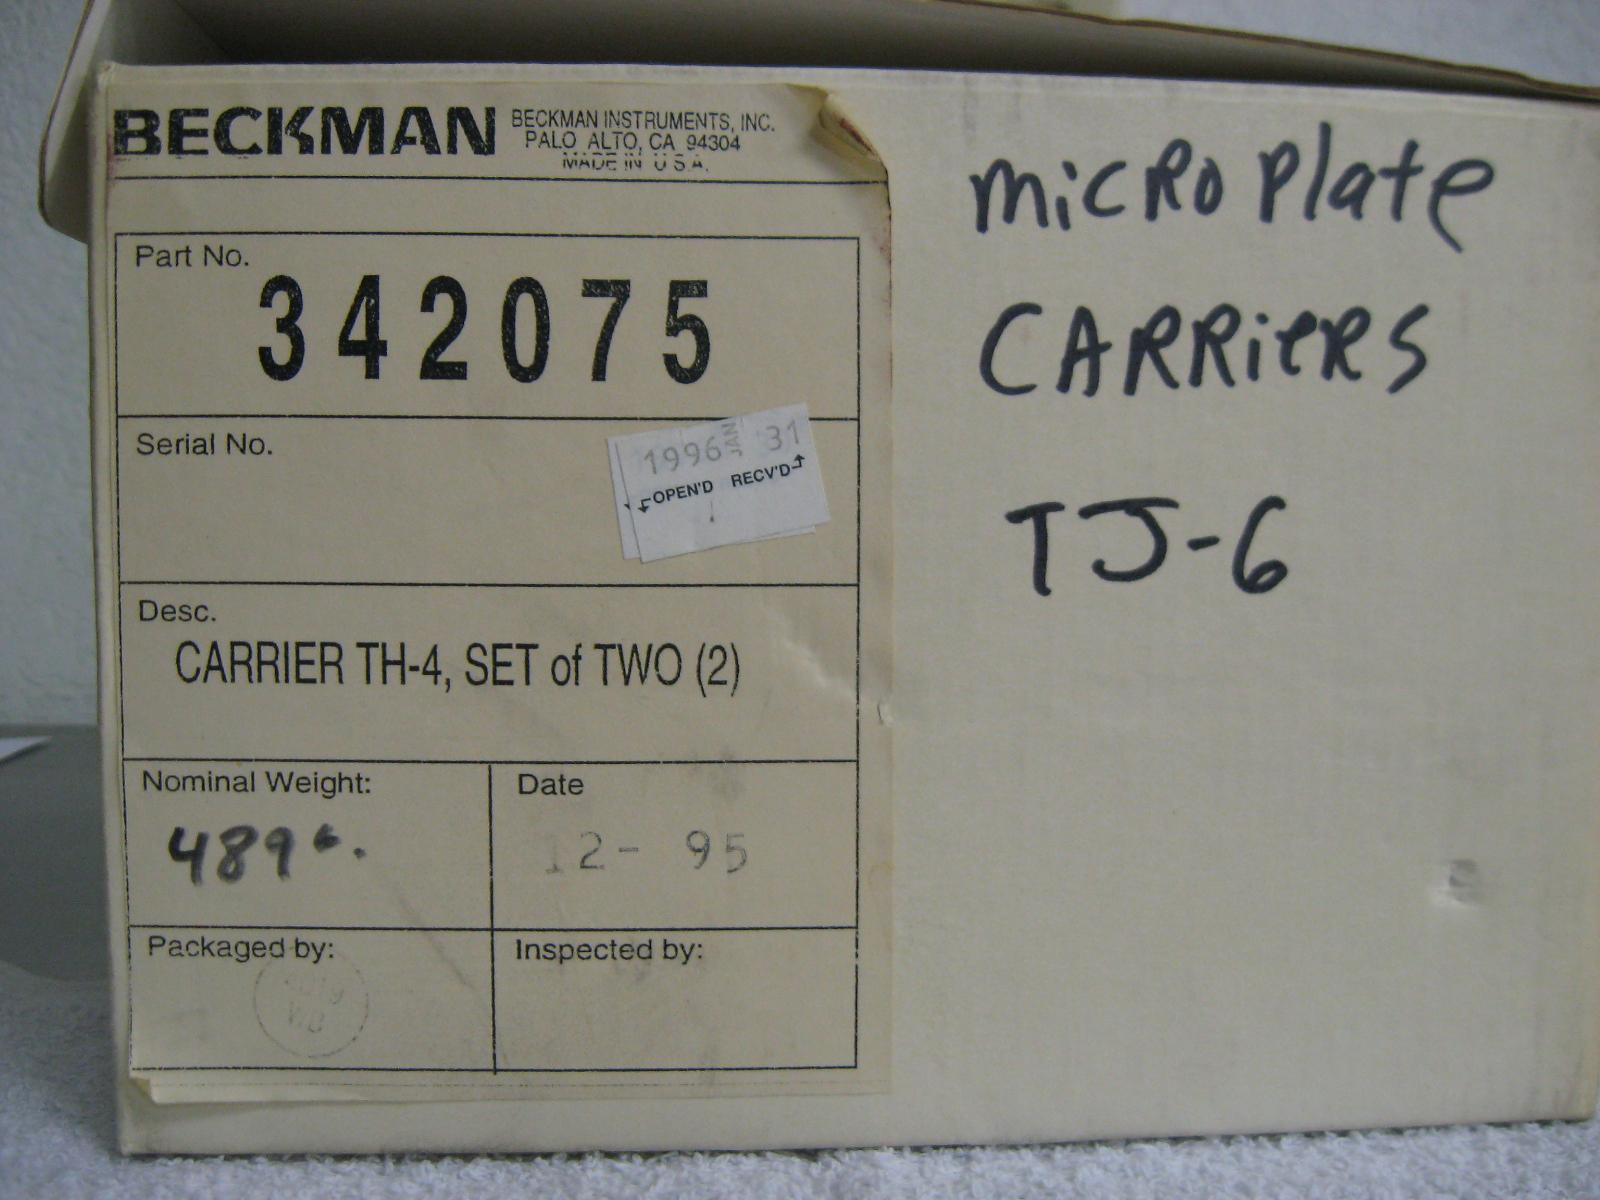 BECKMAN
BECKMAN INSTRUMENTS, INC.
PALO ALTO, CA 94304
MADE IN U.S.A.
Part No.
342075
Serial No.
1996 JAN 31
OPEN'D RECV'D
Desc.
CARRIER TH-4, SET of TWO (2)
Nominal Weight:
489
Date
12- 95
Packaged by:
Inspected by:
micRo Plate
CARRieRS
TJ-6